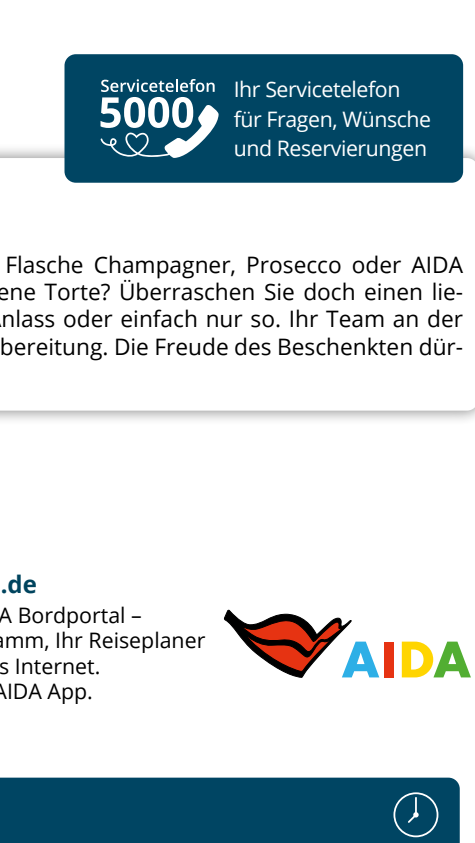 Servicetelefon
5000
Ihr Servicetelefon
für Fragen, Wünsche
und Reservierungen
Flasche Champagner, Prosecco oder AIDA
ene Torte? Überraschen Sie doch einen lie-
nlass oder einfach nur so. Ihr Team an der
bereitung. Die Freude des Beschenkten dür-
.de
A Bordportal –
amm, Ihr Reiseplaner
s Internet.
AIDA App.
AIDA